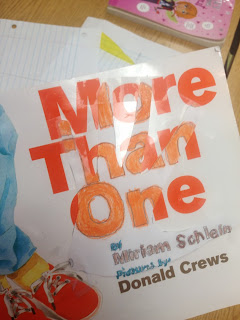 More
Than
One
By
Miriam Schlein
pictures by
Donald Crews